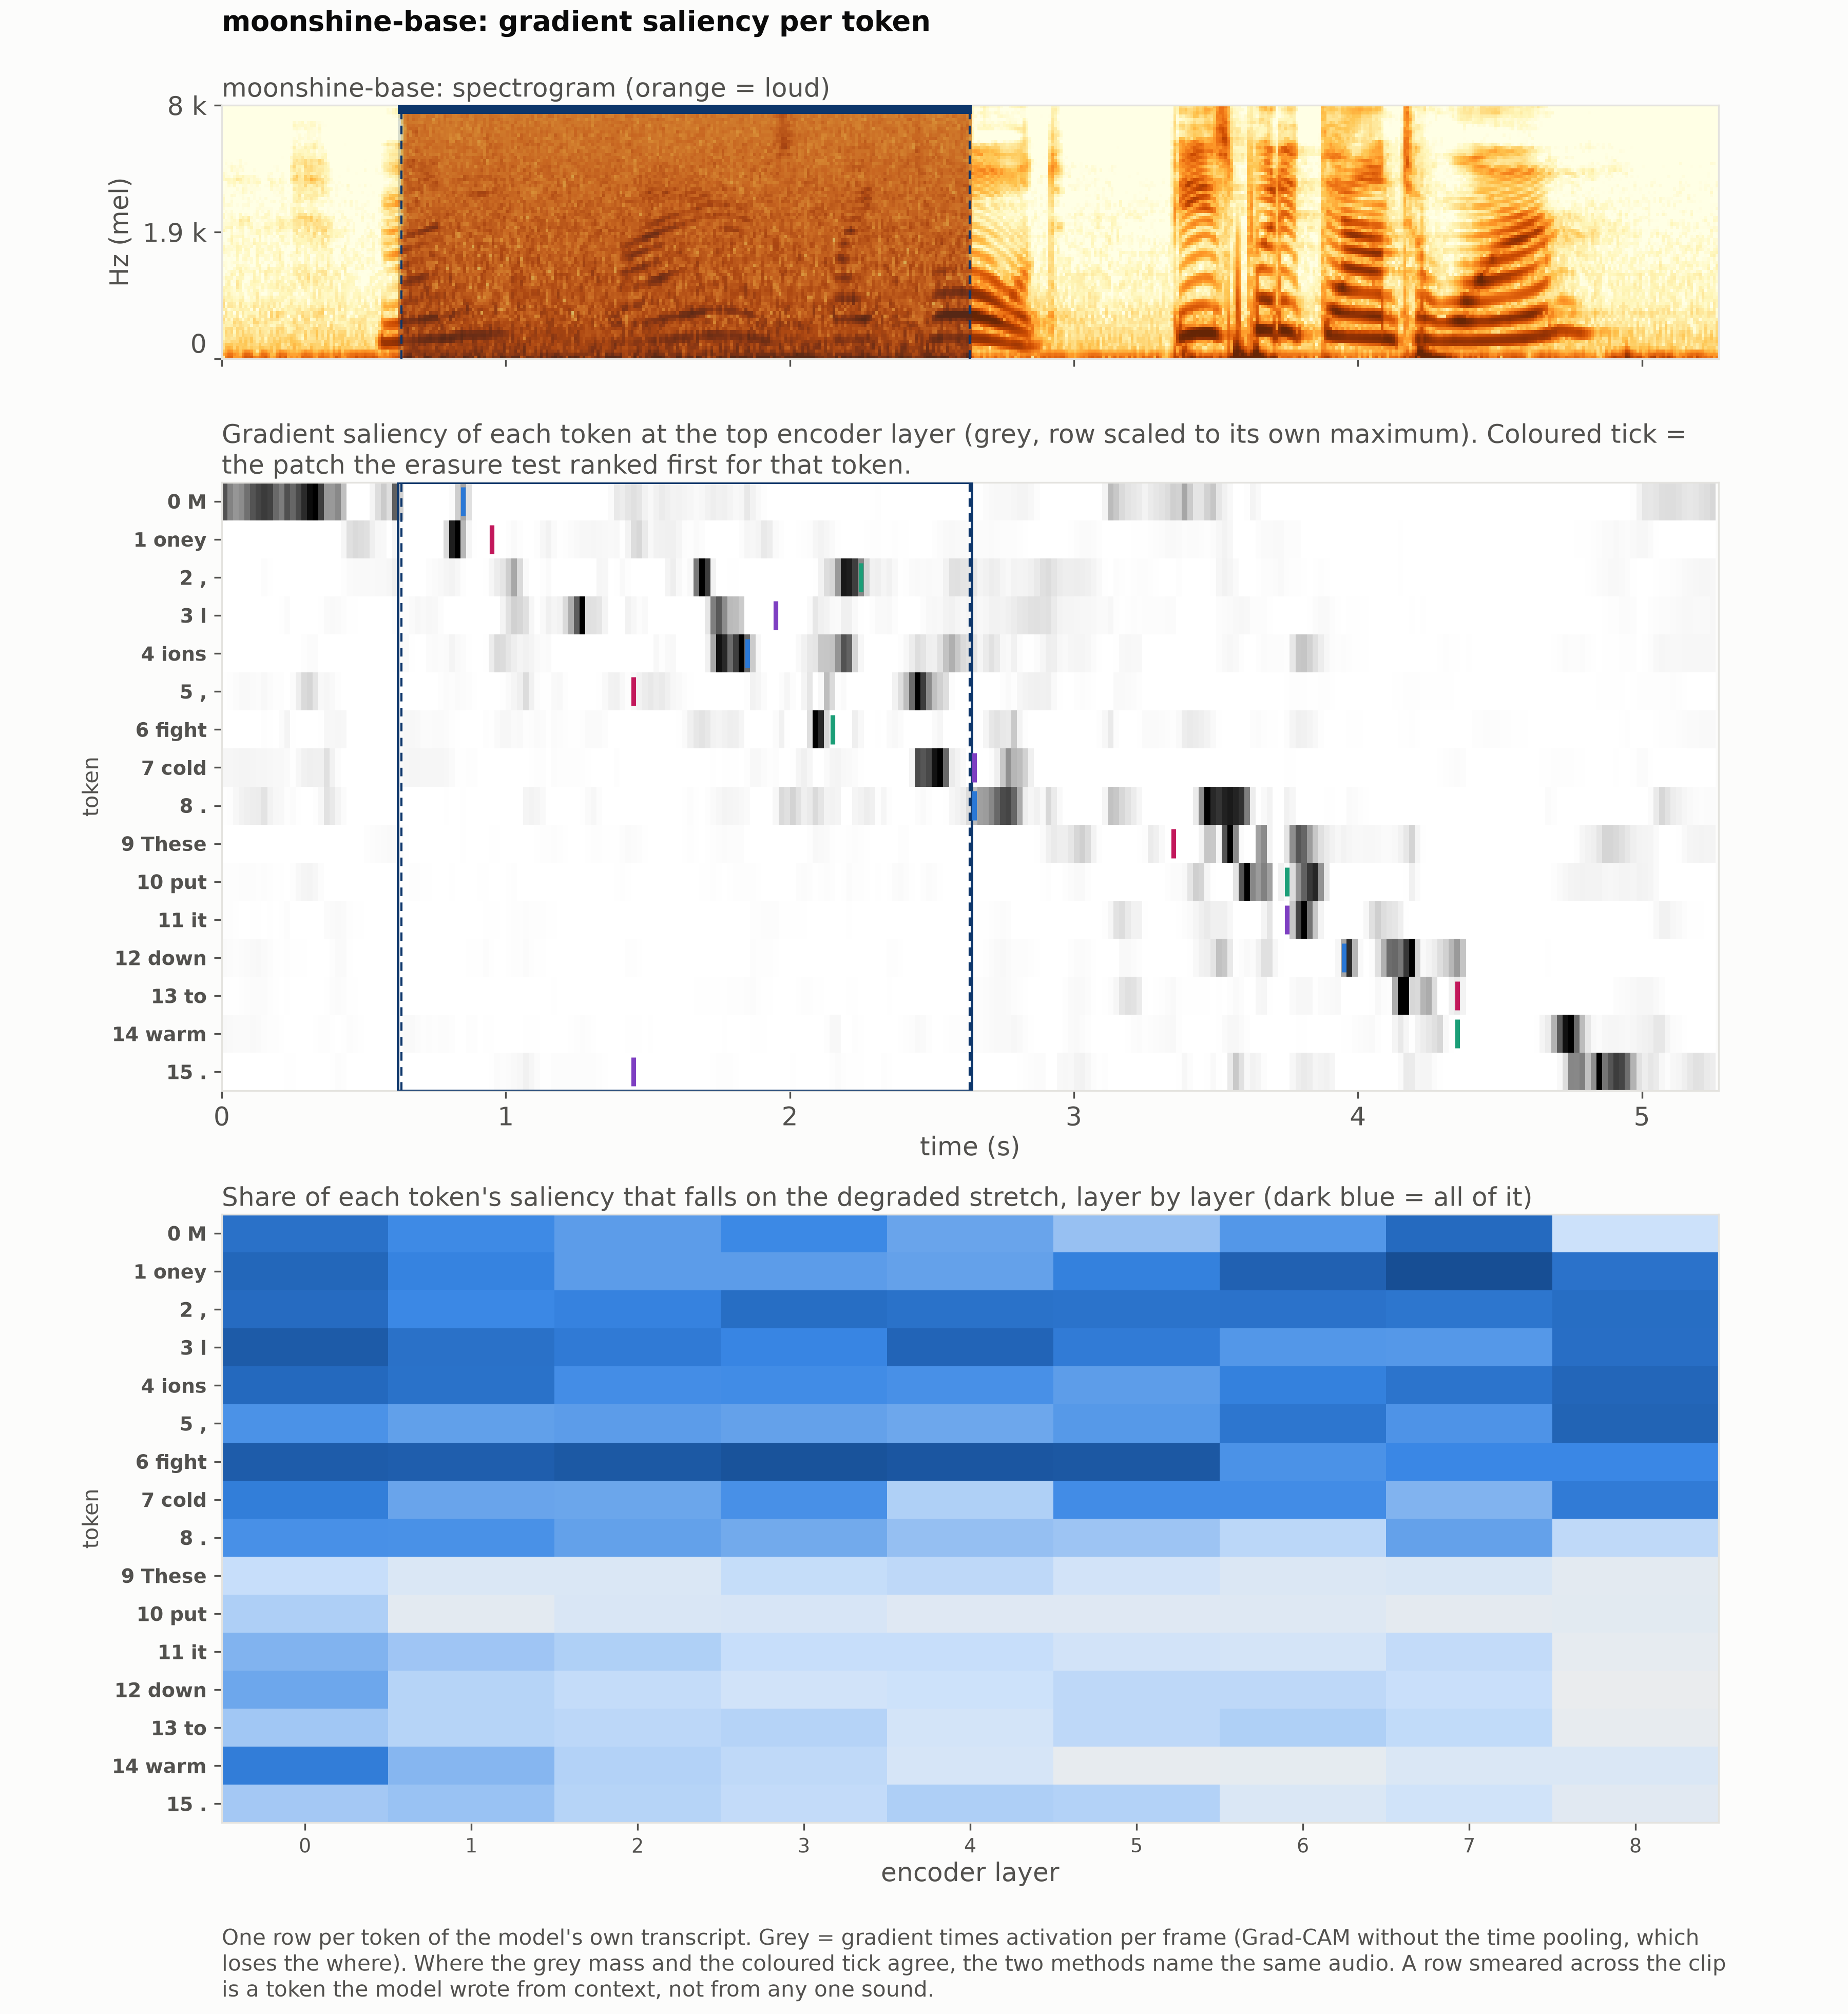 moonshine-base: gradient saliency per token
moonshine-base: spectrogram (orange = loud)
8 k
1.9 k
0
Hz (mel)
Gradient saliency of each token at the top encoder layer (grey, row scaled to its own maximum). Coloured tick =
the patch the erasure test ranked first for that token.
0 M
1 oney
2 ,
3 l
4 ions
5 ,
6 fight
7 cold
8 .
9 These
10 put
11 it
12 down
13 to
14 warm
15 .
token
0 1 2 3 4 5
time (s)
Share of each token's saliency that falls on the degraded stretch, layer by layer (dark blue = all of it)
0 M
1 oney
2 ,
3 l
4 ions
5 ,
6 fight
7 cold
8 .
9 These
10 put
11 it
12 down
13 to
14 warm
15 .
token
0 1 2 3 4 5 6 7 8
encoder layer
One row per token of the model's own transcript. Grey = gradient times activation per frame (Grad-CAM without the time pooling, which
loses the where). Where the grey mass and the coloured tick agree, the two methods name the same audio. A row smeared across the clip
is a token the model wrote from context, not from any one sound.